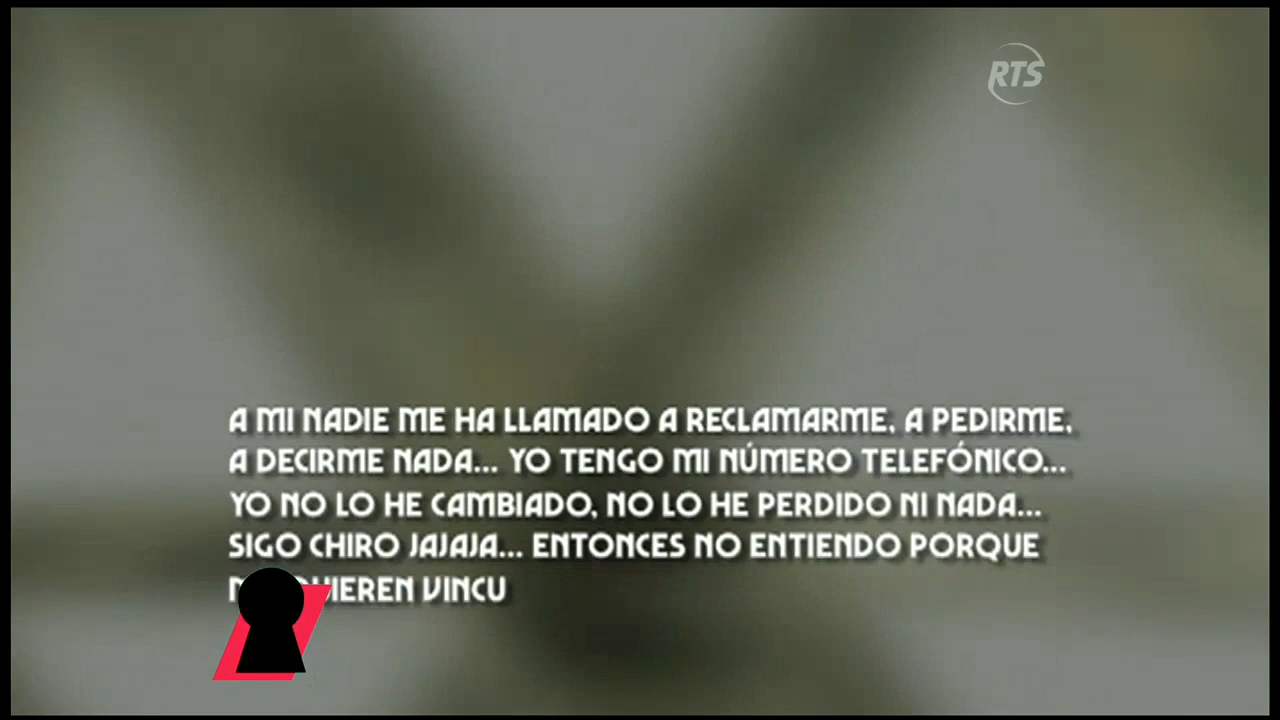 RTS
A MI NADIE ME HA LLAMADO A RECLAMARME, A PEDIRME,
A DECIRME NADA... YO TENGO MI NÚMERO TELEFÓNICO...
YO NO LO HE CAMBIADO, NO LO HE PERDIDO NI NADA...
SIGO CHIRO JAJAJA... ENTONCES NO ENTIENDO PORQUE
VINCU